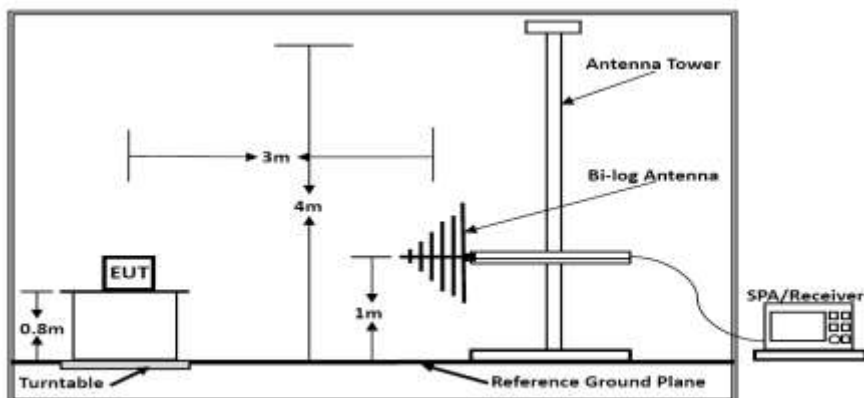 Antenna Tower
3m
Bi-log Antenna
4m
EUT
SPA/Receiver
0.8m
1m
Turntable
Reference Ground Plane